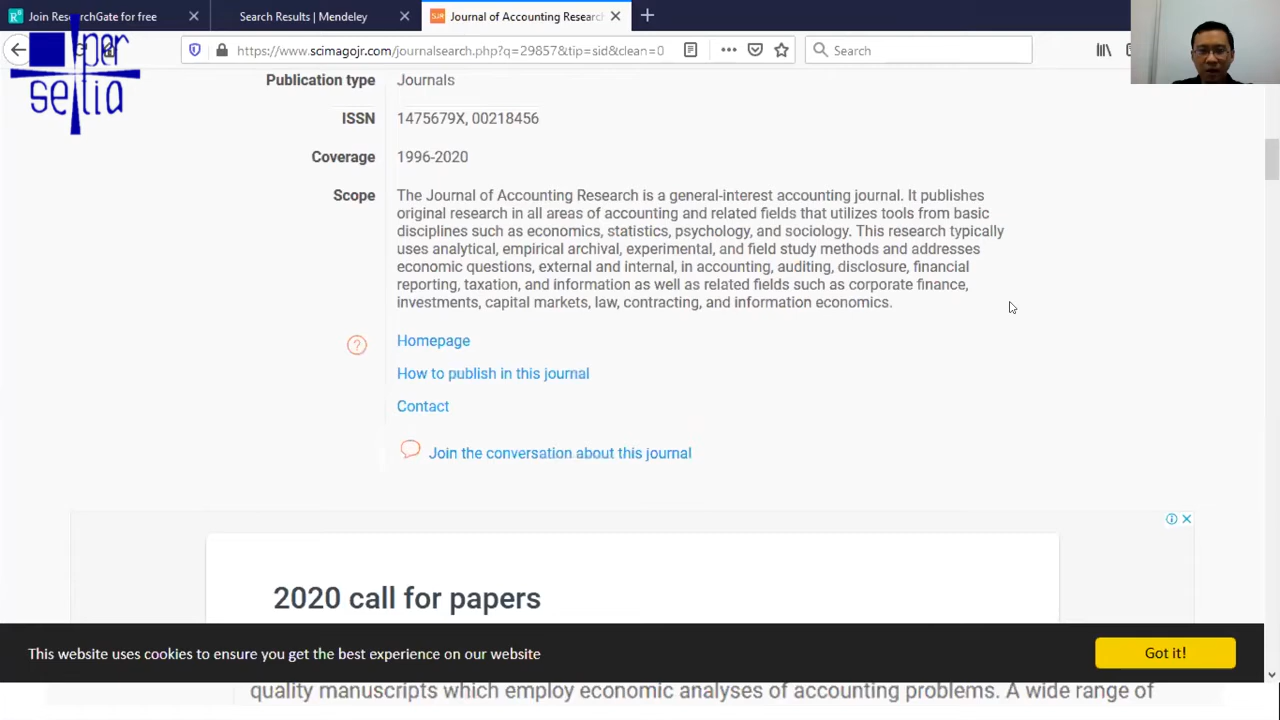 Join ResearchGate for free
Search Results | Mendeley
Journal of Accounting Research
https://www.scimagojr.com/journalsearch.php?q=29857&tip=sid&clean=0
Search
per
setia
Publication type Journals
ISSN 1475679X, 00218456
Coverage 1996-2020
Scope The Journal of Accounting Research is a general-interest accounting journal. It publishes
original research in all areas of accounting and related fields that utilizes tools from basic
disciplines such as economics, statistics, psychology, and sociology. This research typically
uses analytical, empirical archival, experimental, and field study methods and addresses
economic questions, external and internal, in accounting, auditing, disclosure, financial
reporting, taxation, and information as well as related fields such as corporate finance,
investments, capital markets, law, contracting, and information economics.
Homepage
How to publish in this journal
Contact
Join the conversation about this journal
2020 call for papers
This website uses cookies to ensure you get the best experience on our website
Got it!
quality manuscripts which employ economic analyses of accounting problems. A wide range of